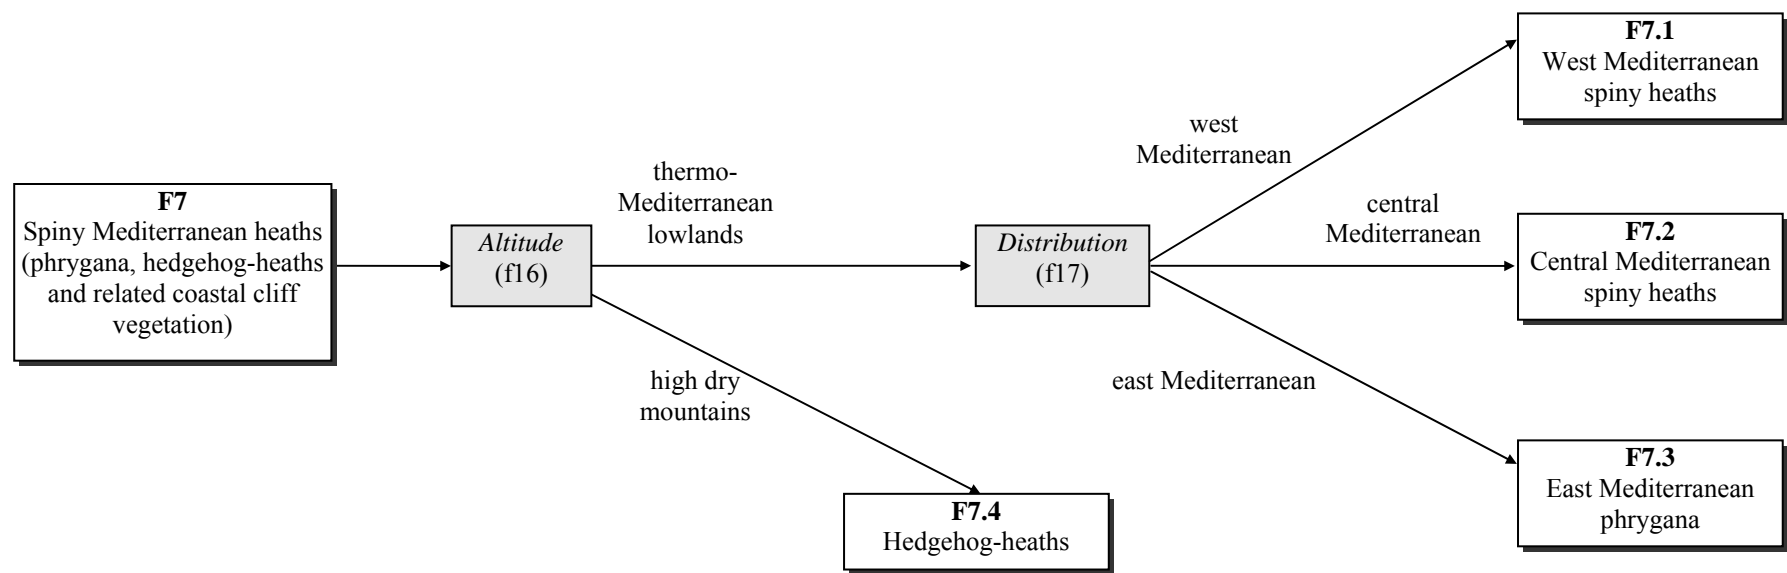 F7
Spiny Mediterranean heaths
(phrygana, hedgehog-heaths
and related coastal cliff
vegetation)
Altitude
(f16)
thermo-
Mediterranean
lowlands
high dry
mountains
Distribution
(f17)
west
Mediterranean
central
Mediterranean
east Mediterranean
F7.1
West Mediterranean
spiny heaths
F7.2
Central Mediterranean
spiny heaths
F7.3
East Mediterranean
phrygana
F7.4
Hedgehog-heaths